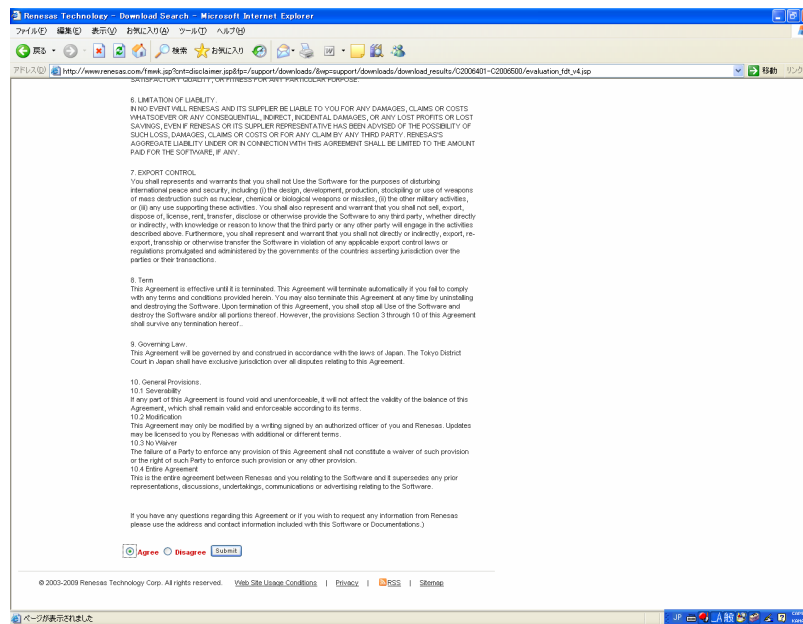 Renesas Technology - Download Search - Microsoft Internet Explorer
ファイル(F) 編集(E) 表示(V) お気に入り(A) ツール(T) ヘルプ(H)
戻る 検索 お気に入り
アドレス(D) http://www.renesas.com/fmwk.jsp?cnt=disclaimer.jsp&fp=/support/downloads/&wp=support/downloads/download_results/C2006401-C2006500/evaluation_fdt_v4.jsp 移動 リンク
SATISFACTORY QUALITY, OR FITNESS FOR ANY PARTICULAR PURPOSE.
6. LIMITATION OF LIABILITY.
IN NO EVENT WILL RENESAS AND ITS SUPPLIER BE LIABLE TO YOU FOR ANY DAMAGES, CLAIMS OR COSTS
WHATSOEVER OR ANY CONSEQUENTIAL, INDIRECT, INCIDENTAL DAMAGES, OR ANY LOST PROFITS OR LOST
SAVINGS, EVEN IF RENESAS OR ITS SUPPLIER REPRESENTATIVE HAS BEEN ADVISED OF THE POSSIBILITY OF
SUCH LOSS, DAMAGES, CLAIMS OR COSTS OR FOR ANY CLAIM BY ANY THIRD PARTY. RENESAS'S
AGGREGATE LIABILITY UNDER OR IN CONNECTION WITH THIS AGREEMENT SHALL BE LIMITED TO THE AMOUNT
PAID FOR THE SOFTWARE, IF ANY.
7. EXPORT CONTROL
You shall represents and warrants that you shall not Use the Software for the purposes of disturbing
international peace and security, including (i) the design, development, production, stockpiling or use of weapons
of mass destruction such as nuclear, chemical or biological weapons or missiles, (ii) the other military activities,
or (iii) any use supporting these activities. You shall also represent and warrant that you shall not sell, export,
dispose of, license, rent, transfer, disclose or otherwise provide the Software to any third party, whether directly
or indirectly, with knowledge or reason to know that the third party or any other party will engage in the activities
described above. Furthermore, you shall represent and warrant that you shall not directly or indirectly, export, re-
export, tranship or otherwise transfer the Software in violation of any applicable export control laws or
regulations promulgated and administered by the governments of the countries asserting jurisdiction over the
parties or their transactions.
8. Term
This Agreement is effective until it is terminated. This Agreement will terminate automatically if you fail to comply
with any terms and conditions provided herein. You may also terminate this Agreement at any time by uninstalling
and destroying the Software. Upon termination of this Agreement, you shall stop all Use of the Software and
destroy the Software and/or all portions thereof. However, the provisions Section 3 through 10 of this Agreement
shall survive any termination hereof..
9. Governing Law.
This Agreement will be governed by and construed in accordance with the laws of Japan. The Tokyo District
Court in Japan shall have exclusive jurisdiction over all disputes relating to this Agreement.
10. General Provisions.
10.1 Severability
If any part of this Agreement is found void and unenforceable, it will not affect the validity of the balance of this
Agreement, which shall remain valid and enforceable according to its terms.
10.2 Modification
This Agreement may only be modified by a writing signed by an authorized officer of you and Renesas. Updates
may be licensed to you by Renesas with additional or different terms.
10.3 No Waiver
The failure of a Party to enforce any provision of this Agreement shall not constitute a waiver of such provision
or the right of such Party to enforce such provision or any other provision.
10.4 Entire Agreement
This is the entire agreement between Renesas and you relating to the Software and it supersedes any prior
representations, discussions, undertakings, communications or advertising relating to the Software.
If you have any questions regarding this Agreement or if you wish to request any information from Renesas
please use the address and contact information included with this Software or Documentations.)
Agree Disagree Submit
© 2003-2009 Renesas Technology Corp. All rights reserved. Web Site Usage Conditions | Privacy | RSS | Sitemap
ページが表示されました
JP A 般 CAPS KANA